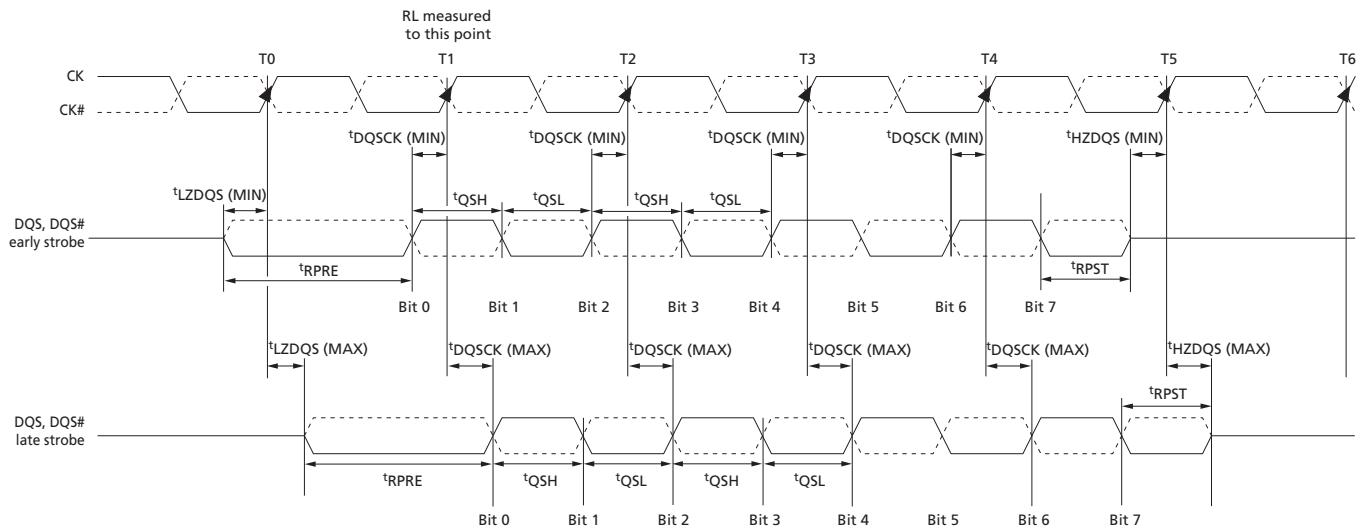 RL measured
to this point
T0 T1 T2 T3 T4 T5 T6
CK
CK#
tDQSCK (MIN) tDQSCK (MIN) tDQSCK (MIN) tDQSCK (MIN) tHZDQS (MIN)
tLZDQS (MIN)
tQSH tQSL tQSH tQSL
DQS, DQS#
early strobe
tRPRE
tRPST
Bit 0 Bit 1 Bit 2 Bit 3 Bit 4 Bit 5 Bit 6 Bit 7
tLZDQS (MAX) tDQSCK (MAX) tDQSCK (MAX) tDQSCK (MAX) tDQSCK (MAX) tHZDQS (MAX)
tRPST
DQS, DQS#
late strobe
tRPRE tQSH tQSL tQSH tQSL
Bit 0 Bit 1 Bit 2 Bit 3 Bit 4 Bit 5 Bit 6 Bit 7